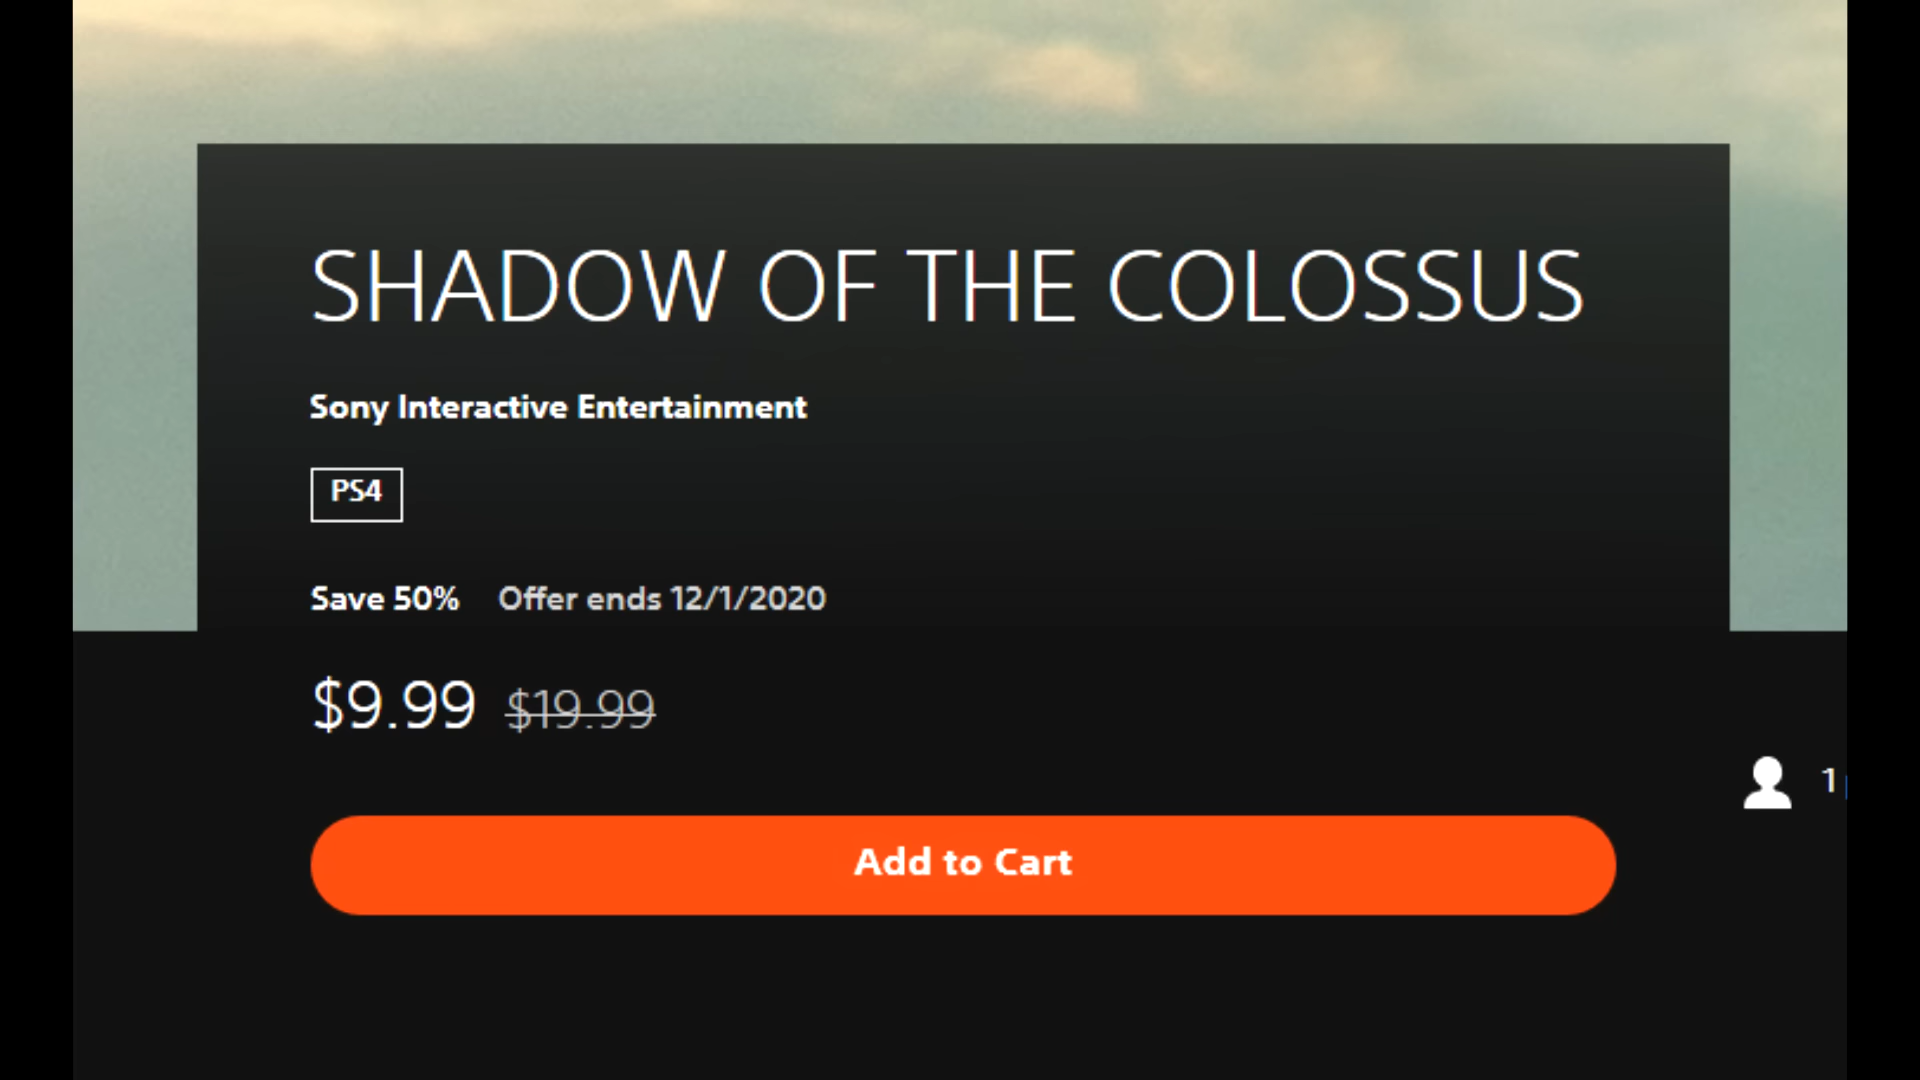 SHADOW OF THE COLOSSUS
Sony Interactive Entertainment
PS4
Save 50% Offer ends 12/1/2020
$9.99 $19.99
1
Add to Cart